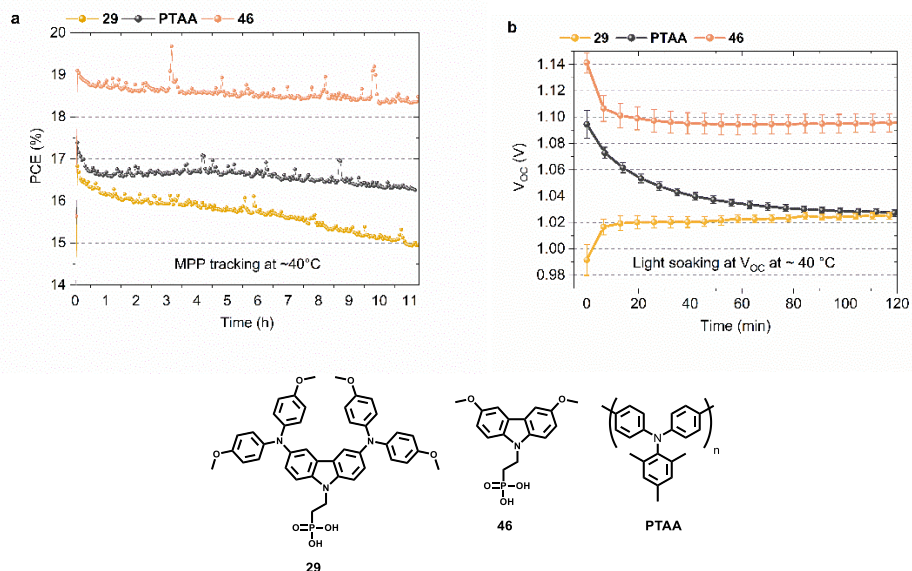 a
29 PTAA 46
20
19
18
17
16
15
14
PCE (%)
MPP tracking at ~40°C
0 1 2 3 4 5 6 7 8 9 10 11
Time (h)
b
29 PTAA 46
1.14
1.12
1.10
1.08
1.06
1.04
1.02
1.00
0.98
V_OC (V)
Light soaking at V_OC at ~ 40 °C
0 20 40 60 80 100 120
Time (min)
O O
O N N O
N
O P OH
OH
29
O O
N
O P OH
OH
46
N
n
PTAA